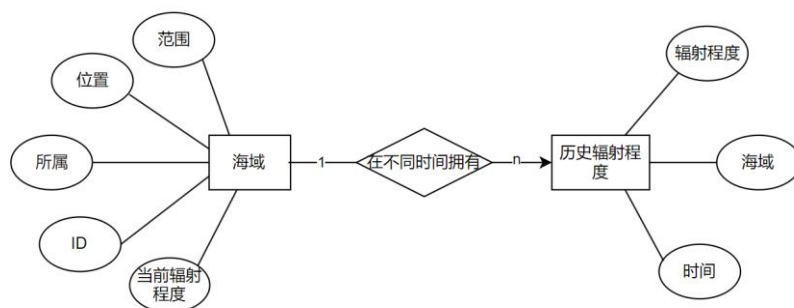 范围
位置
所属
ID
当前辐射
程度
海域
1
在不同时间拥有
n
历史辐射程
度
辐射程度
海域
时间